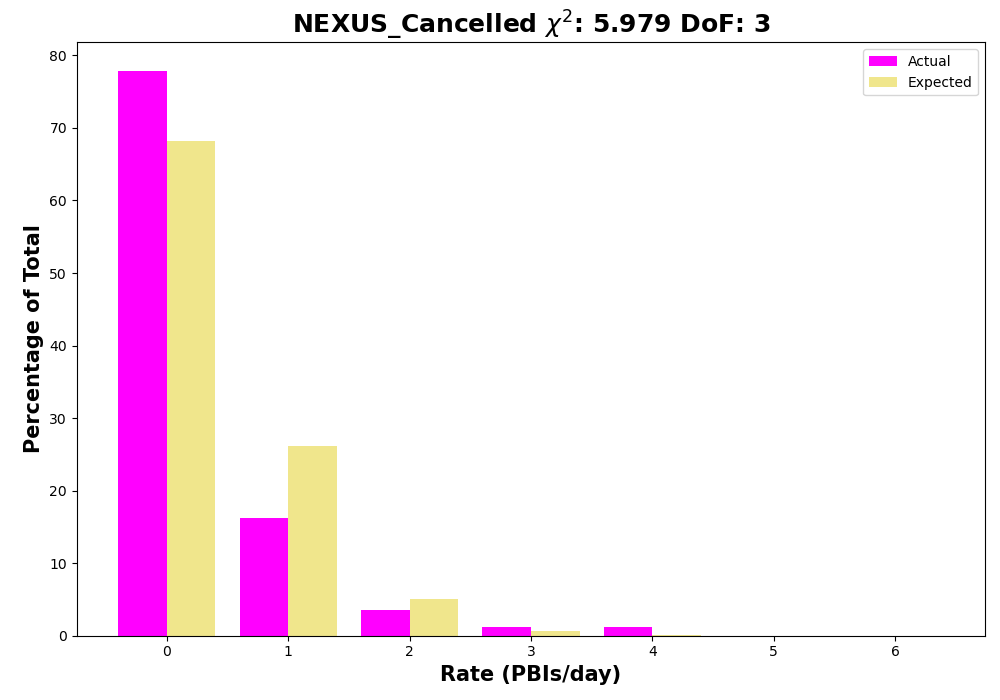 NEXUS_Cancelled χ²: 5.979 DoF: 3
Actual
Expected
Percentage of Total
80
70
60
50
40
30
20
10
0
0 1 2 3 4 5 6
Rate (PBIs/day)